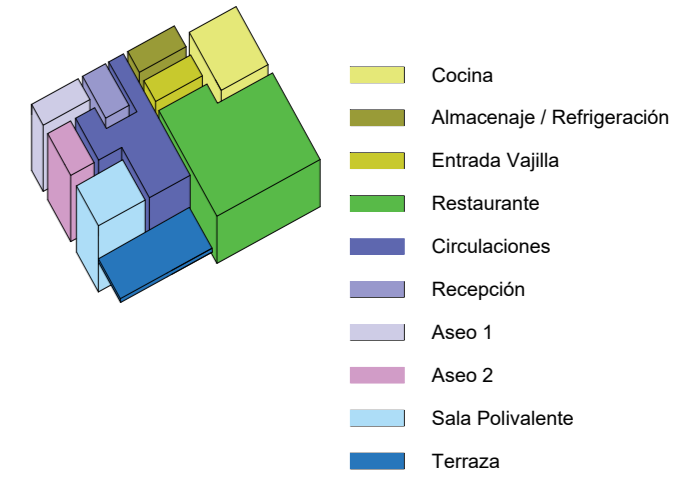 Cocina
Almacenaje / Refrigeración
Entrada Vajilla
Restaurante
Circulaciones
Recepción
Aseo 1
Aseo 2
Sala Polivalente
Terraza